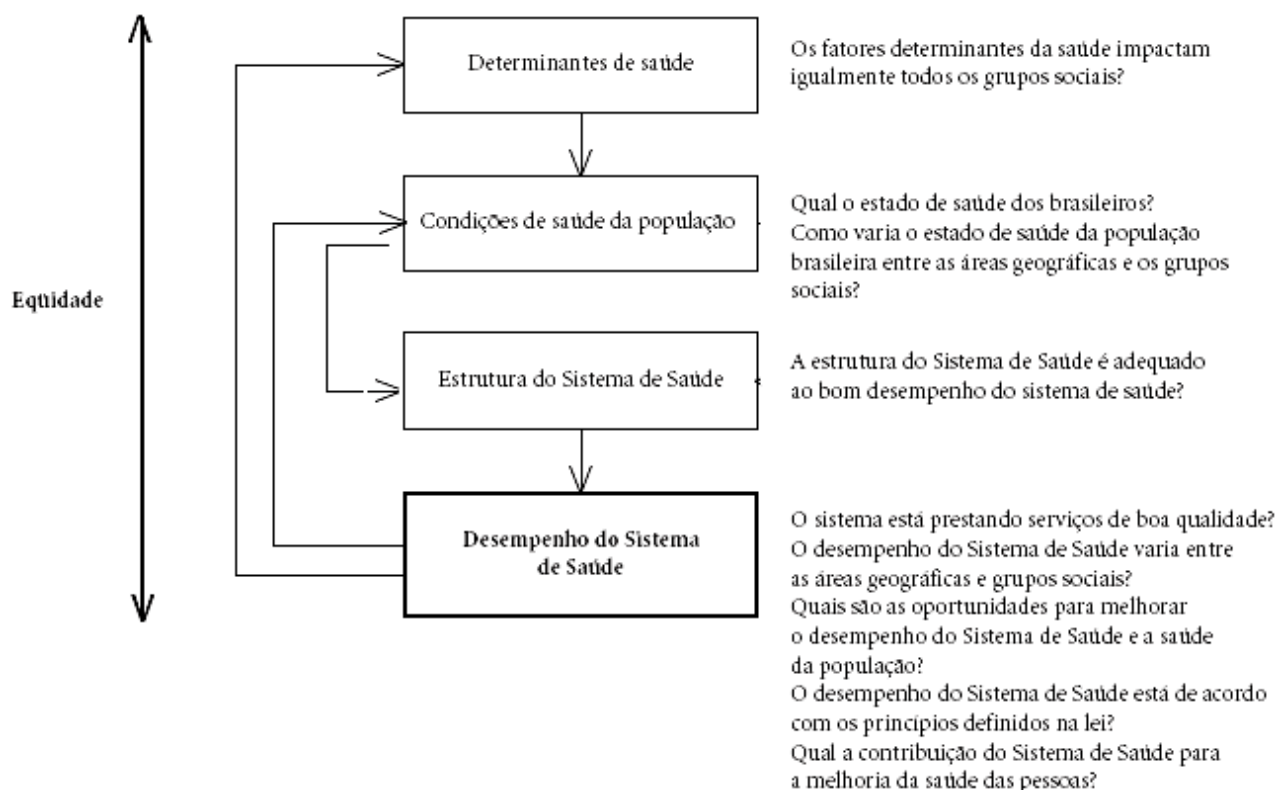 Determinantes de saúde
Os fatores determinantes da saúde impactam
igualmente todos os grupos sociais?
Condições de saúde da população
Qual o estado de saúde dos brasileiros?
Como varia o estado de saúde da população
brasileira entre as áreas geográficas e os grupos
sociais?
Eqüidade
Estrutura do Sistema de Saúde
A estrutura do Sistema de Saúde é adequado
ao bom desempenho do sistema de saúde?
Desempenho do Sistema
de Saúde
O sistema está prestando serviços de boa qualidade?
O desempenho do Sistema de Saúde varia entre
as áreas geográficas e grupos sociais?
Quais são as oportunidades para melhorar
o desempenho do Sistema de Saúde e a saúde
da população?
O desempenho do Sistema de Saúde está de acordo
com os princípios definidos na lei?
Qual a contribuição do Sistema de Saúde para
a melhoria da saúde das pessoas?